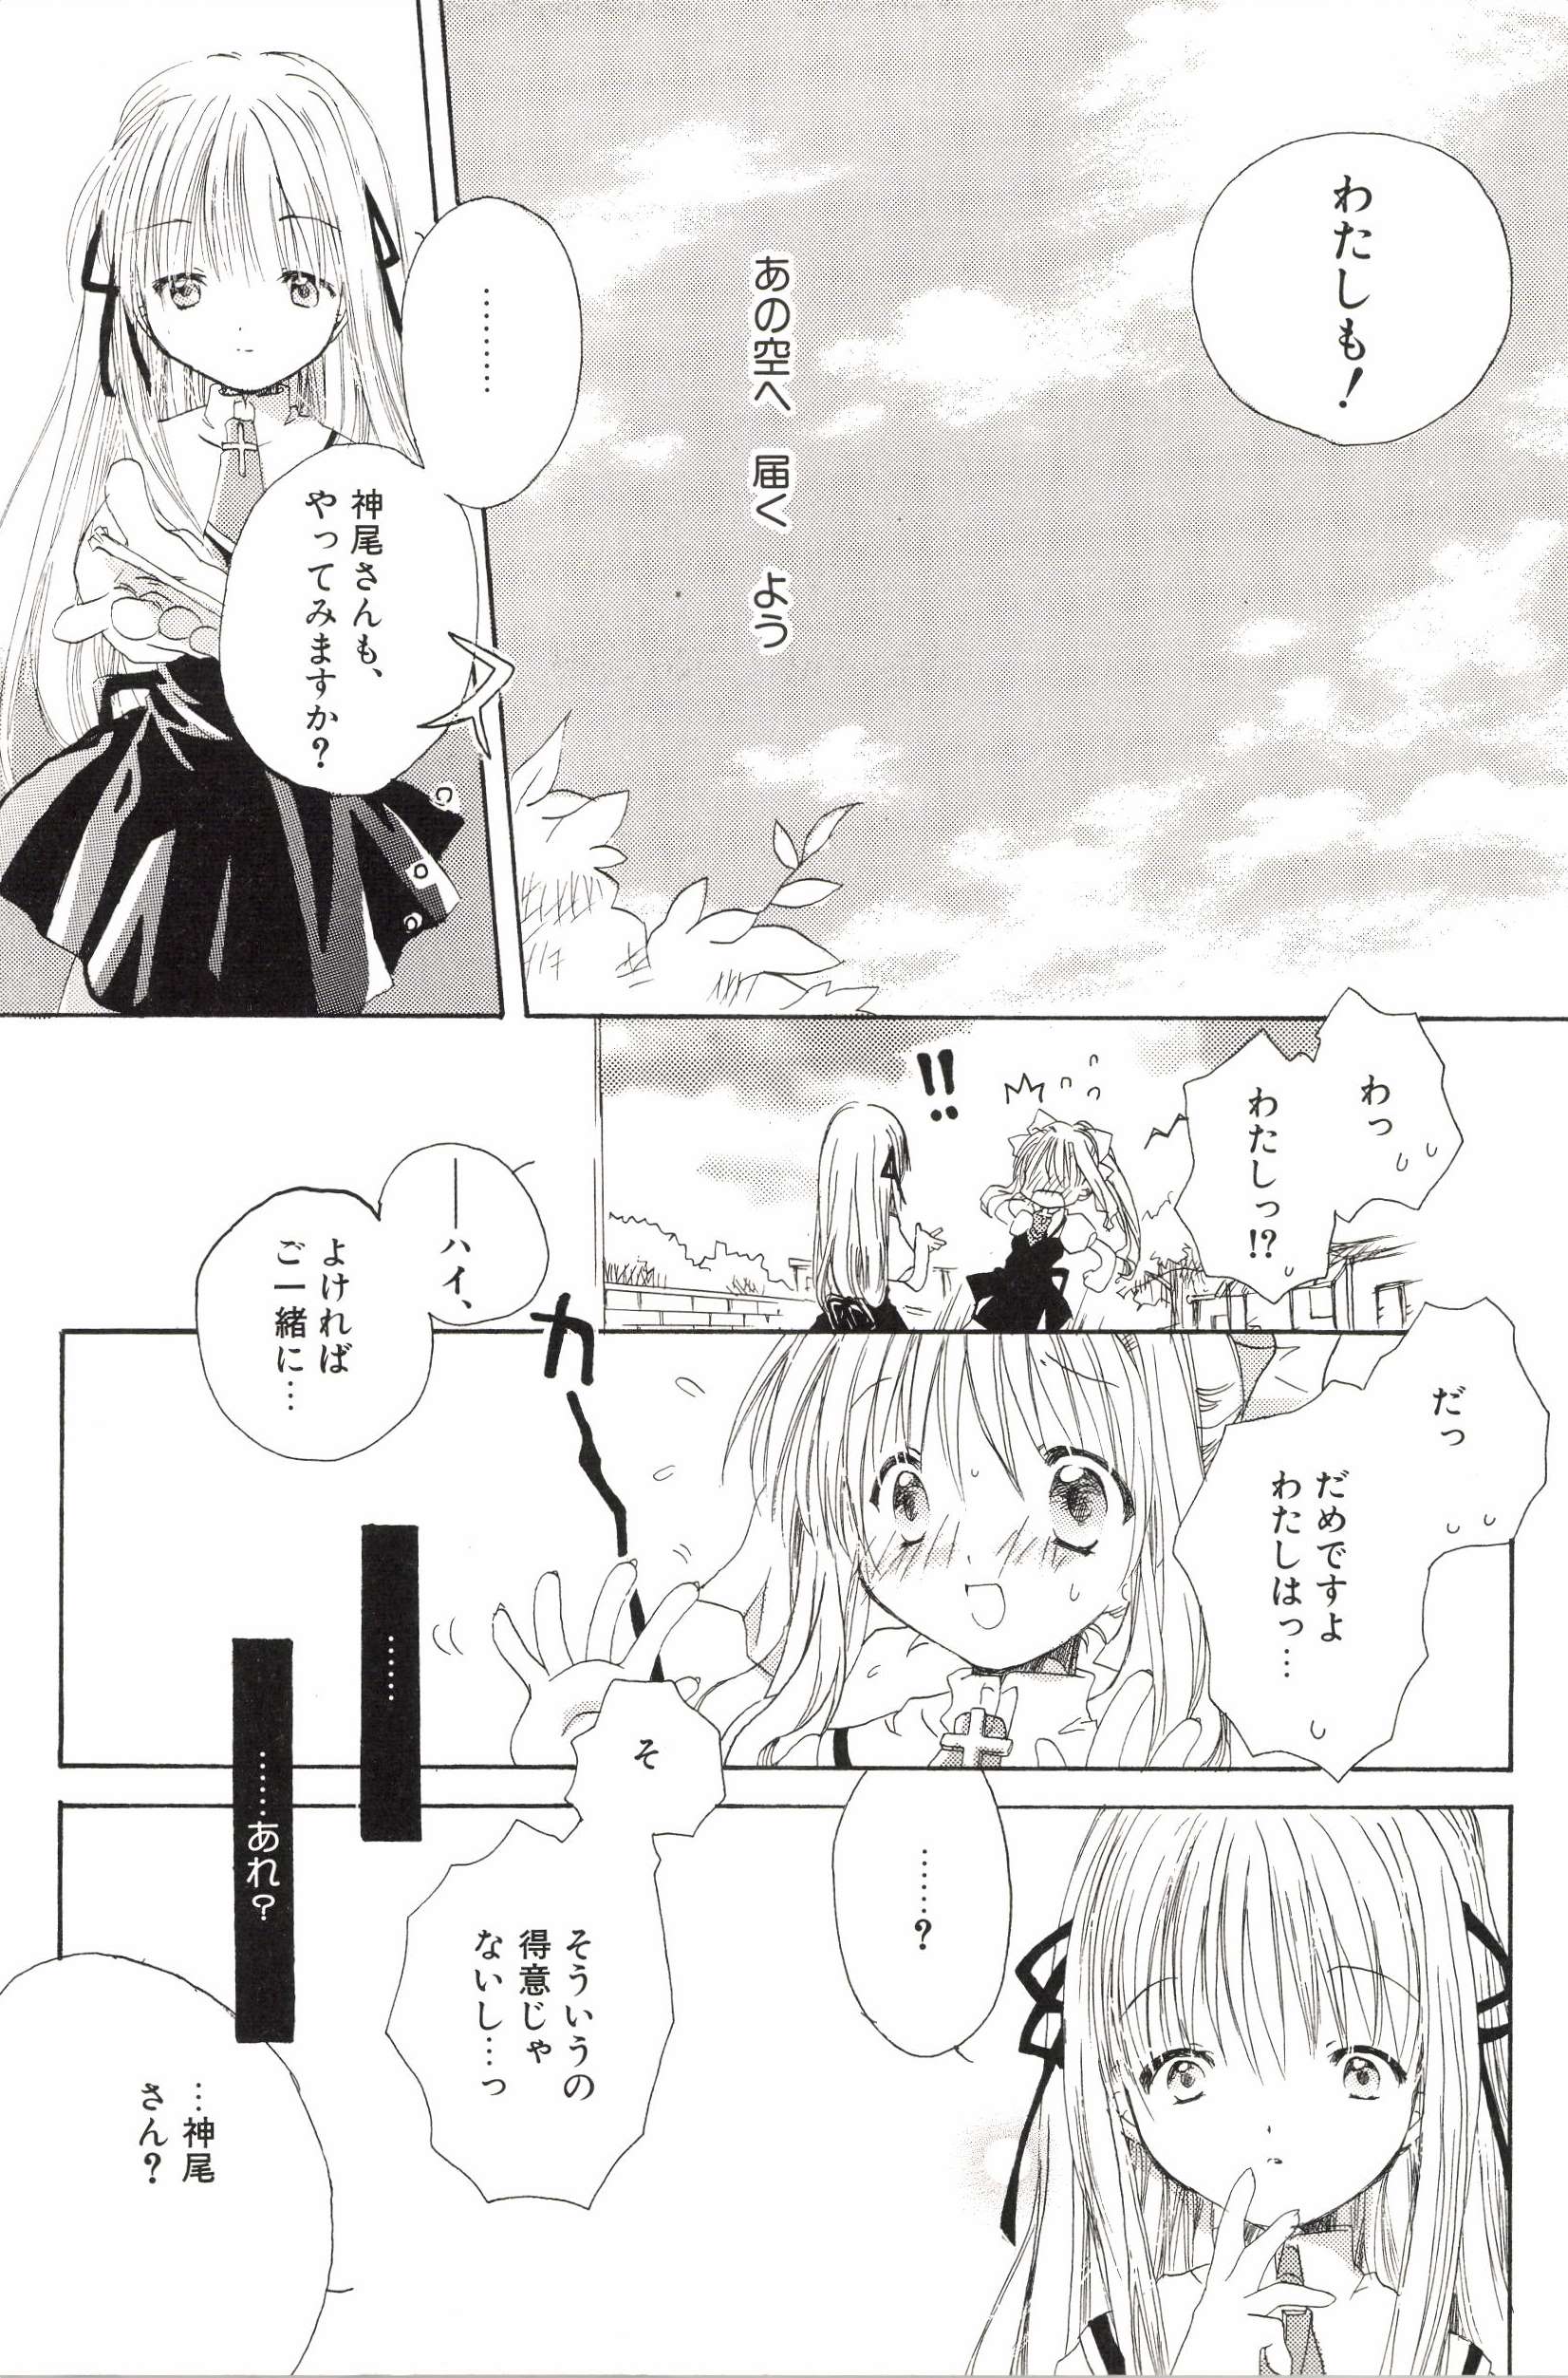 わたしも！
あの空へ　届く　よう
………
神尾さんも、
やってみますか？
わっ
わたしっ!?
!!
カーッ
――ハイ、
よければ
ご一緒に…
だっ
だめですよ
わたしはっ…
そ
そういうの
得意じゃ
ないし…っ
……
……あれ？
……？
…神尾
さん？